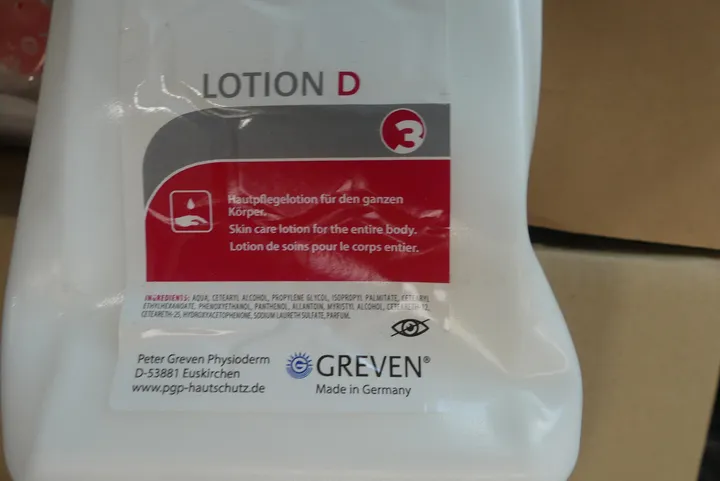 LOTION D
3
Hautpflegelotion für den ganzen
Körper.
Skin care lotion for the entire body.
Lotion de soins pour le corps entier.
INGREDIENTS: AQUA, CETEARYL ALCOHOL, PROPYLENE GLYCOL, ISOPROPYL PALMITATE, CETEARYL
ETHYLHEXANOATE, PHENOXYETHANOL, PANTHENOL, ALLANTOIN, MYRISTYL ALCOHOL, CETEARETH-12,
CETEARETH-25, HYDROXYACETOPHENONE, SODIUM LAURETH SULFATE, PARFUM.
Peter Greven Physioderm
D-53881 Euskirchen
www.pgp-hautschutz.de
GREVEN®
Made in Germany